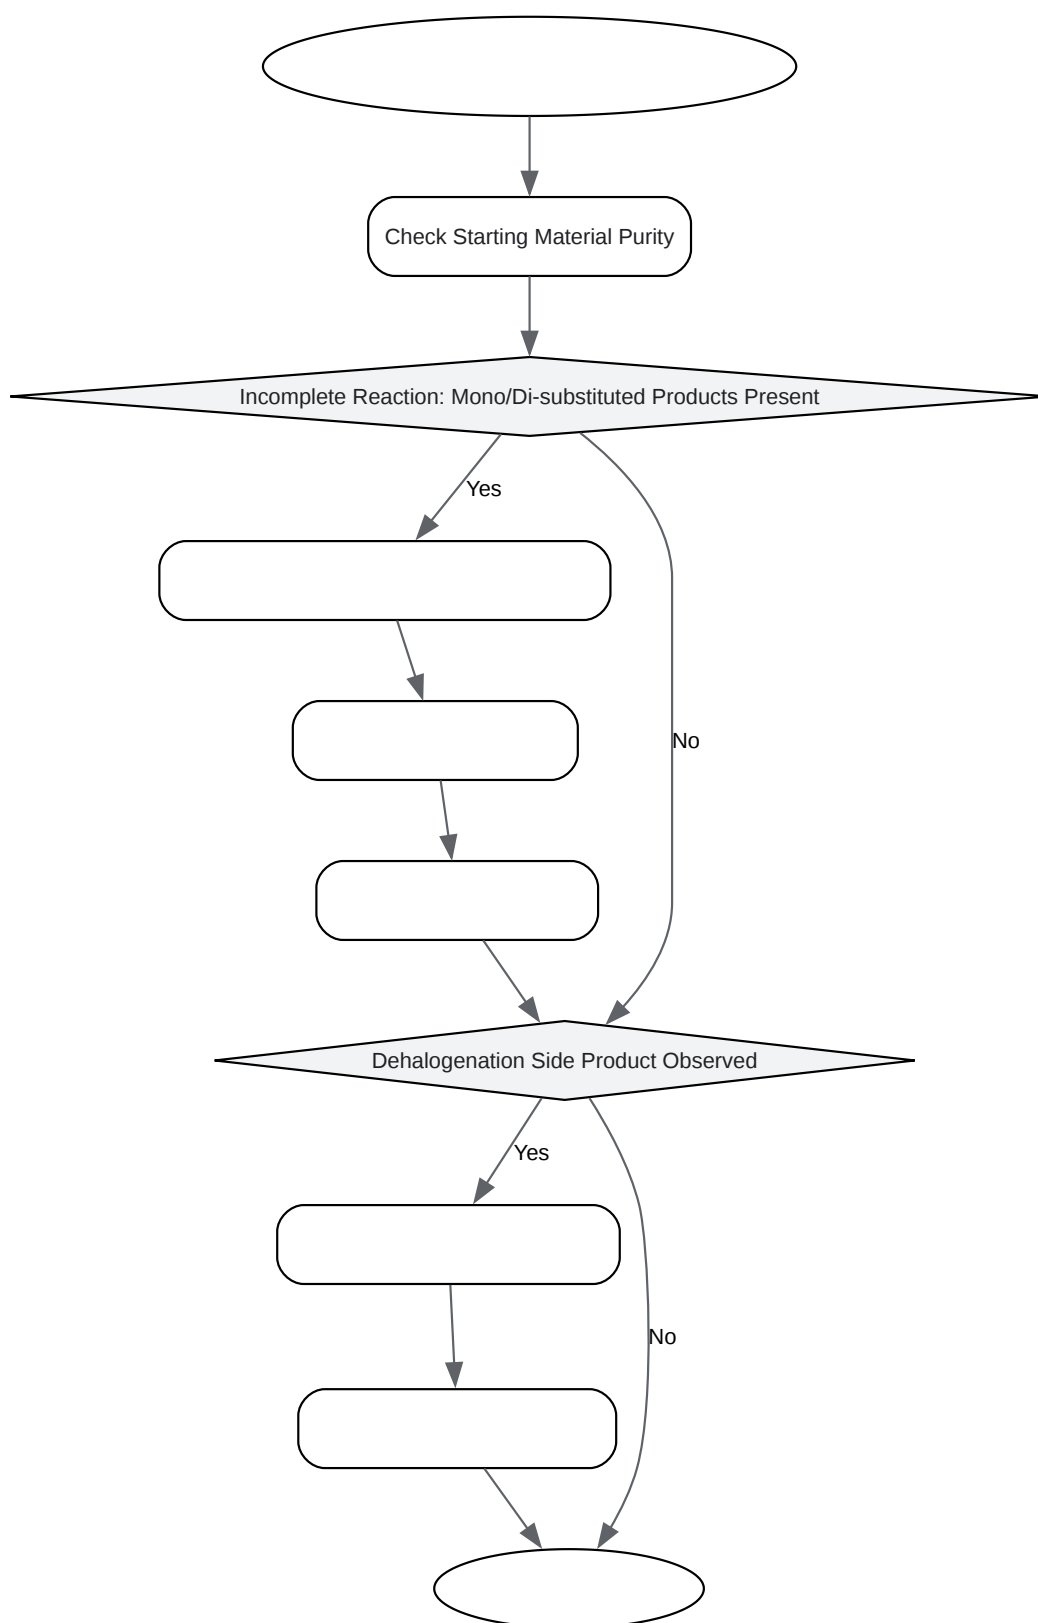 Check Starting Material Purity
Incomplete Reaction: Mono/Di-substituted Products Present
Yes
No
Dehalogenation Side Product Observed
Yes
No